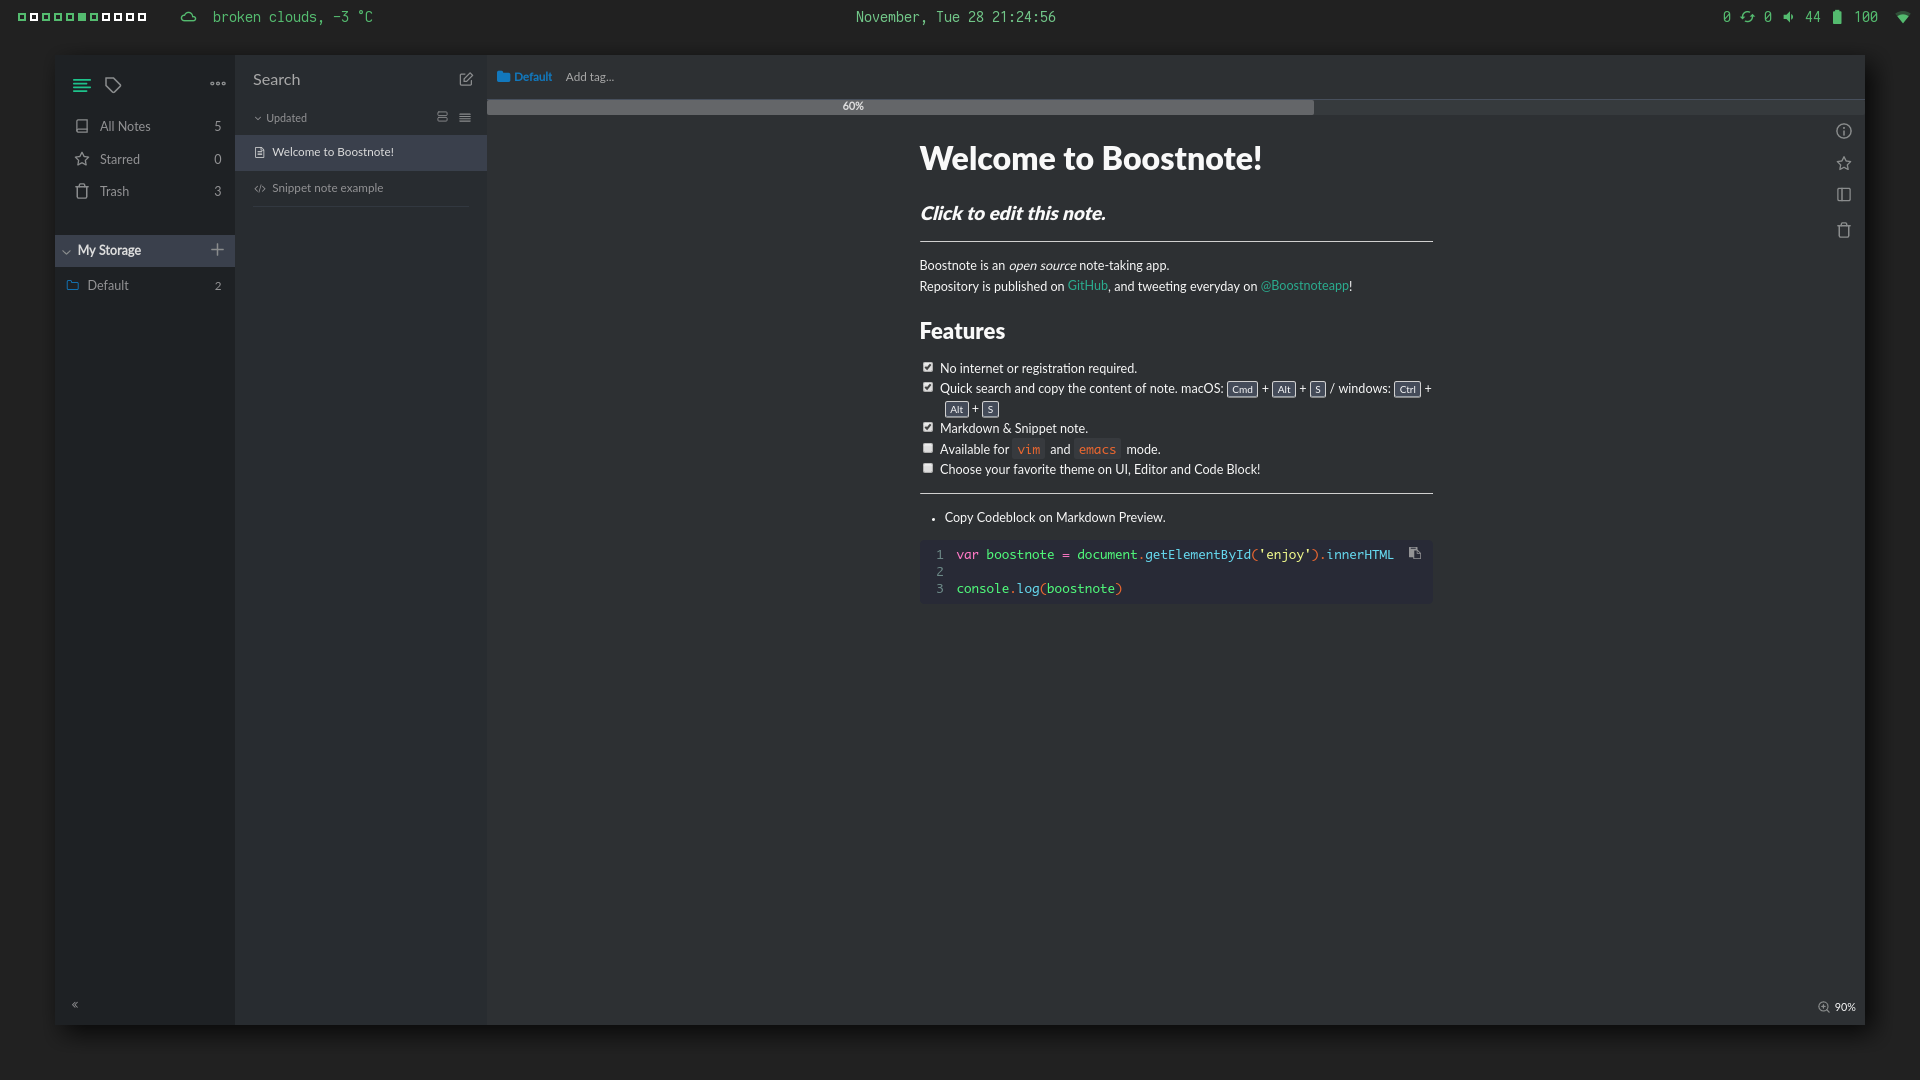 broken clouds, -3 °C
November, Tue 28 21:24:56
0 0 44 100
All Notes 5
Starred 0
Trash 3
My Storage
Default 2
Search
Updated
Welcome to Boostnote!
Snippet note example
Default Add tag...
60%
Welcome to Boostnote!
Click to edit this note.
Boostnote is an open source note-taking app.
Repository is published on GitHub, and tweeting everyday on @Boostnoteapp!
Features
No internet or registration required.
Quick search and copy the content of note. macOS: Cmd + Alt + S / windows: Ctrl +
Alt + S
Markdown & Snippet note.
Available for vim and emacs mode.
Choose your favorite theme on UI, Editor and Code Block!
• Copy Codeblock on Markdown Preview.
1 var boostnote = document.getElementById('enjoy').innerHTML
2
3 console.log(boostnote)
90%